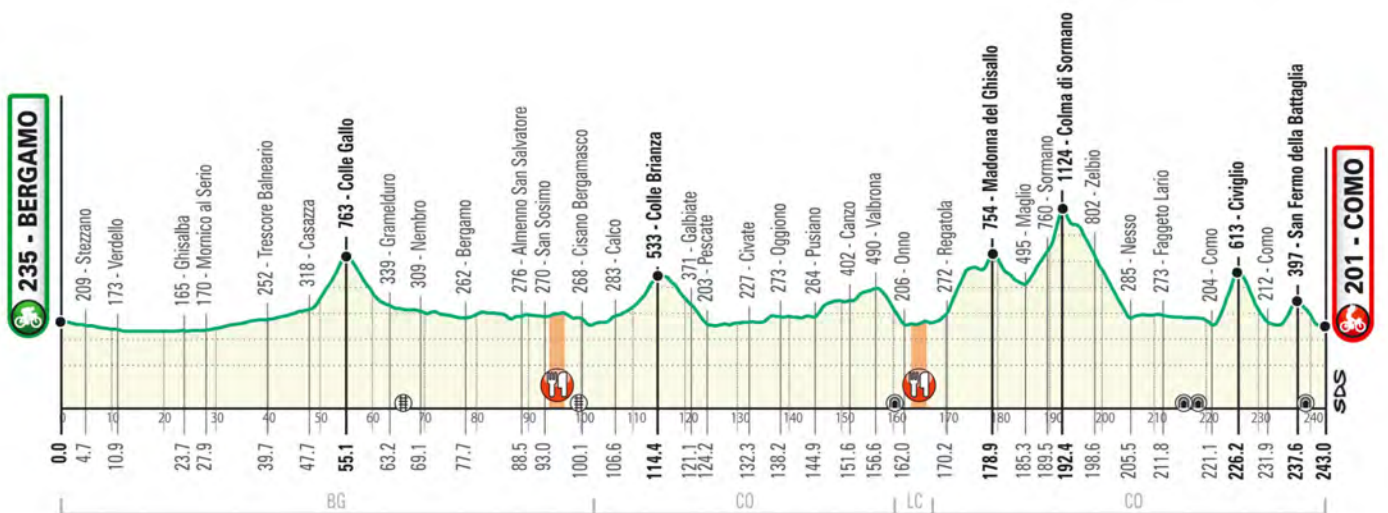 235 - BERGAMO
209 - Stezzano
173 - Verdello
165 - Ghisalba
170 - Mornico al Serio
252 - Trescore Balneario
318 - Casazza
763 - Colle Gallo
339 - Gramelduro
309 - Nembro
262 - Bergamo
276 - Almenno San Salvatore
270 - San Sosimo
268 - Cisano Bergamasco
283 - Calco
533 - Colle Brianza
371 - Galbiate
203 - Pescate
227 - Civate
273 - Oggiono
264 - Pusiano
402 - Canzo
490 - Valbrona
206 - Onno
272 - Regatola
754 - Madonna del Ghisallo
495 - Maglio
760 - Sormano
1124 - Colma di Sormano
802 - Zelbio
285 - Nesso
273 - Faggeto Lario
204 - Como
613 - Civiglio
212 - Como
397 - San Fermo della Battaglia
201 - COMO
SDS
0 10 20 30 40 50 60 70 80 90 100 110 120 130 140 150 160 170 180 190 200 210 220 230 240
0.0 4.7 10.9 23.7 27.9 39.7 47.7 55.1 63.2 69.1 77.7 88.5 93.0 100.1 106.6 114.4 121.1 124.2 132.3 138.2 144.9 151.6 156.6 162.0 170.2 178.9 185.3 189.5 192.4 198.6 205.5 211.8 221.1 226.2 231.9 237.6 243.0
BG CO LC CO